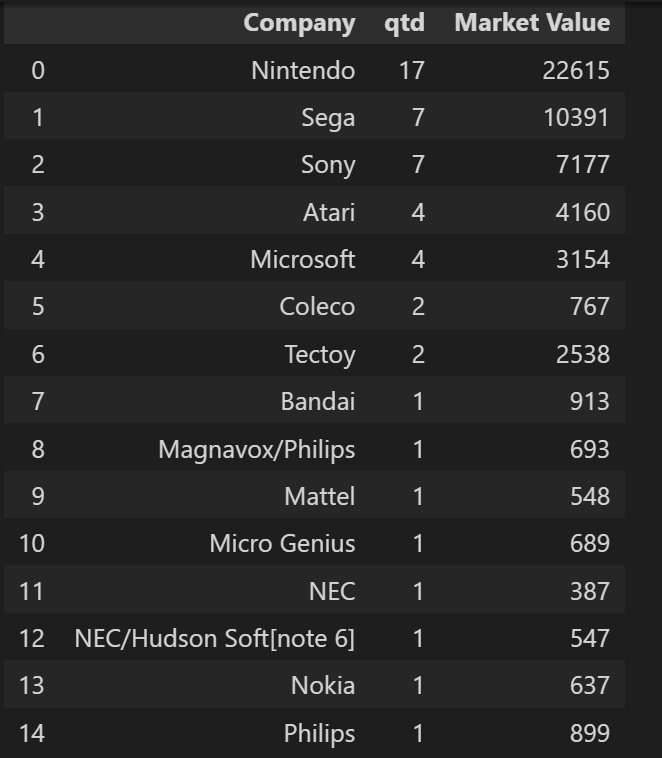 Company qtd Market Value
0 Nintendo 17 22615
1 Sega 7 10391
2 Sony 7 7177
3 Atari 4 4160
4 Microsoft 4 3154
5 Coleco 2 767
6 Tectoy 2 2538
7 Bandai 1 913
8 Magnavox/Philips 1 693
9 Mattel 1 548
10 Micro Genius 1 689
11 NEC 1 387
12 NEC/Hudson Soft[note 6] 1 547
13 Nokia 1 637
14 Philips 1 899